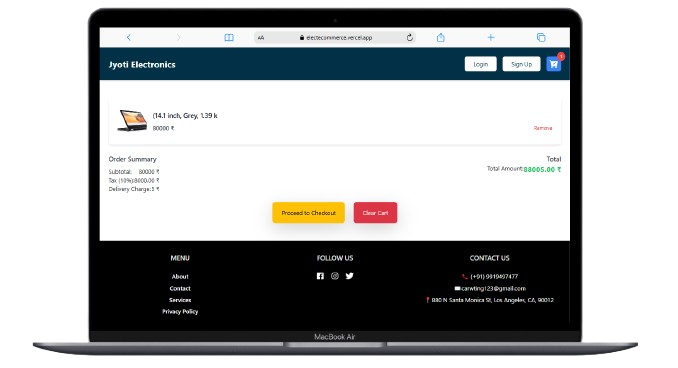 AA electecommerce.vercel.app
Jyoti Electronics
Login
Sign Up
1
(14.1 inch, Grey, 1.39 k
80000 ₹
Remove
Order Summary
Subtotal: 80000 ₹
Tax (10%):8000.00 ₹
Delivery Charge:5 ₹
Total
Total Amount:88005.00 ₹
Proceed to Checkout
Clear Cart
MENU
About
Contact
Services
Privacy Policy
FOLLOW US
CONTACT US
(+91) 9919497477
carwting123@gmail.com
880 N Santa Monica St, Los Angeles, CA, 90012
MacBook Air